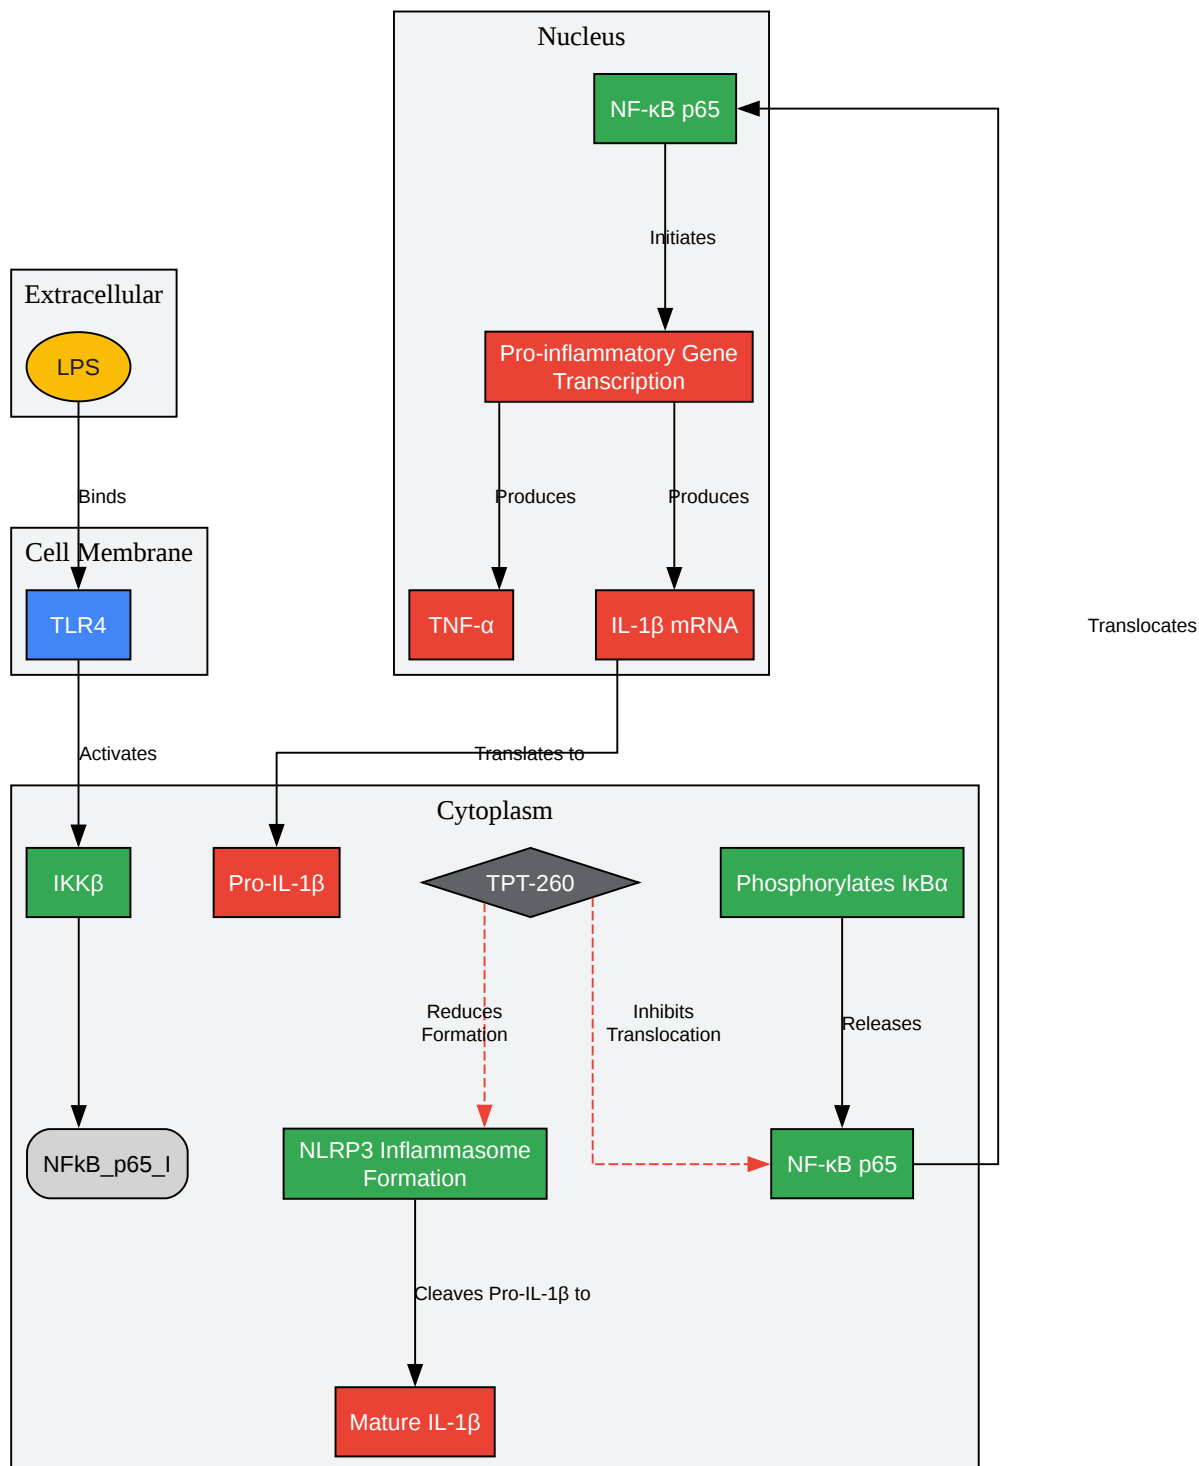 Nucleus
NF-κB p65
Initiates
Extracellular
LPS
Pro-inflammatory Gene
Transcription
Binds
Produces
Produces
Cell Membrane
TLR4
TNF-α
IL-1β mRNA
Translocates
Activates
Translates to
Cytoplasm
IKKβ
Pro-IL-1β
TPT-260
Phosphorylates IκBα
Reduces
Formation
Inhibits
Translocation
Releases
NFkB_p65_I
NLRP3 Inflammasome
Formation
NF-κB p65
Cleaves Pro-IL-1β to
Mature IL-1β